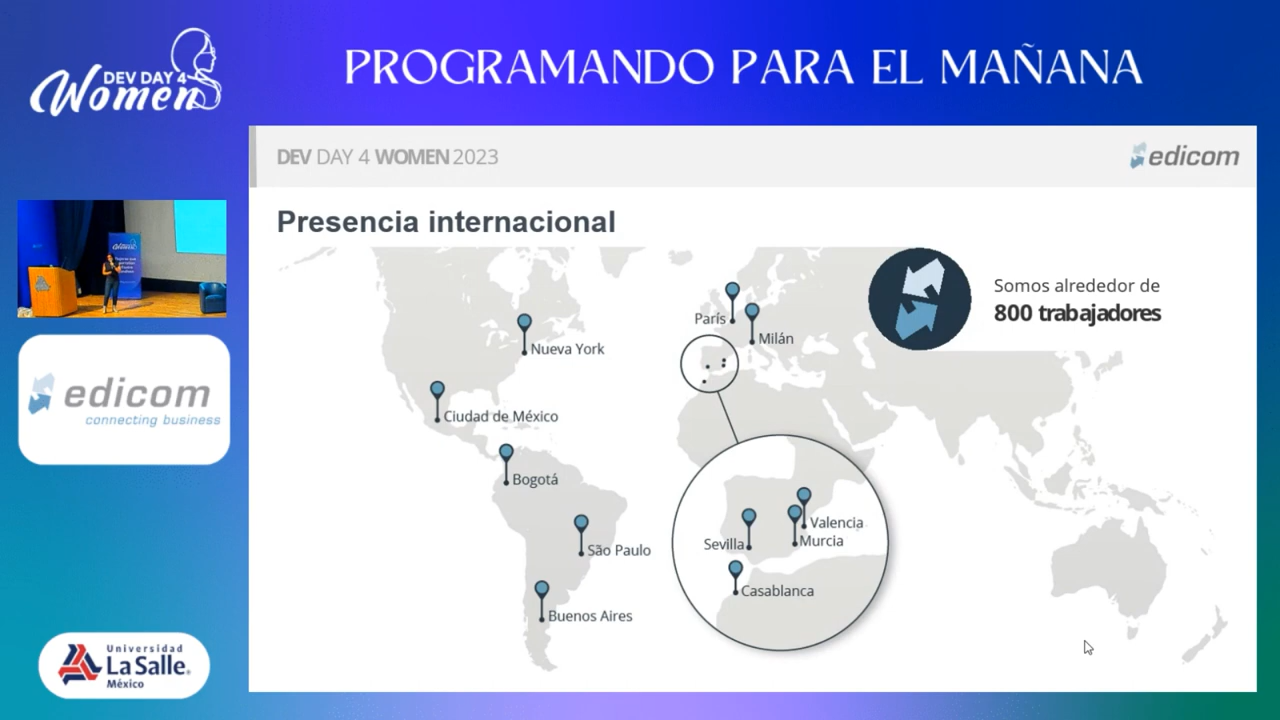 DEV DAY 4
Women
PROGRAMANDO PARA EL MAÑANA
DEV DAY 4 WOMEN 2023
edicom
Presencia internacional
Somos alrededor de
800 trabajadores
París
Milán
Nueva York
Ciudad de México
Bogotá
São Paulo
Buenos Aires
Valencia
Murcia
Sevilla
Casablanca
edicom
connecting business
Universidad
La Salle
México